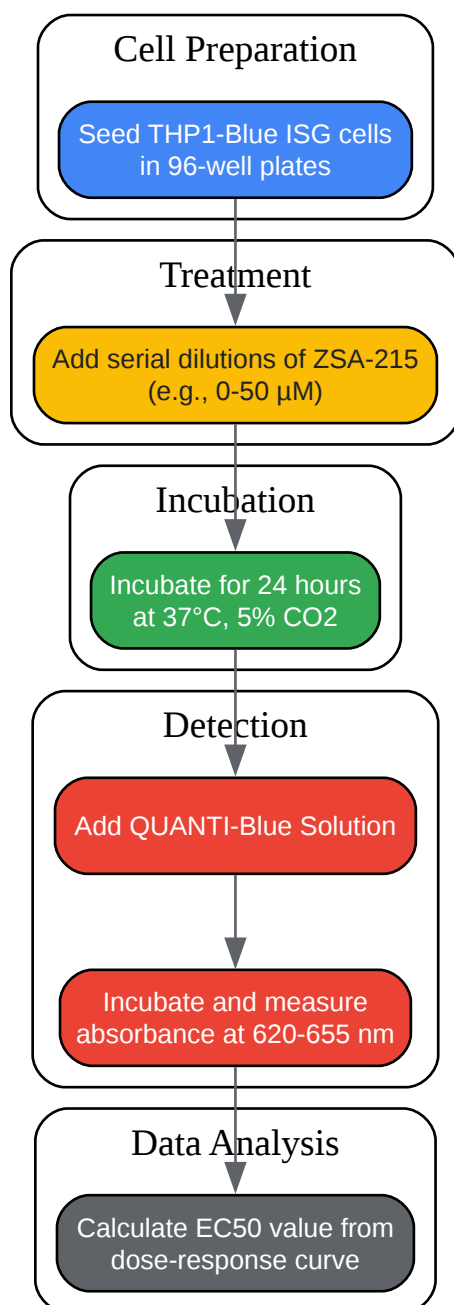 Cell Preparation
Seed THP1-Blue ISG cells
in 96-well plates
Treatment
Add serial dilutions of ZSA-215
(e.g., 0-50 µM)
Incubation
Incubate for 24 hours
at 37°C, 5% CO2
Detection
Add QUANTI-Blue Solution
Incubate and measure
absorbance at 620-655 nm
Data Analysis
Calculate EC50 value from
dose-response curve